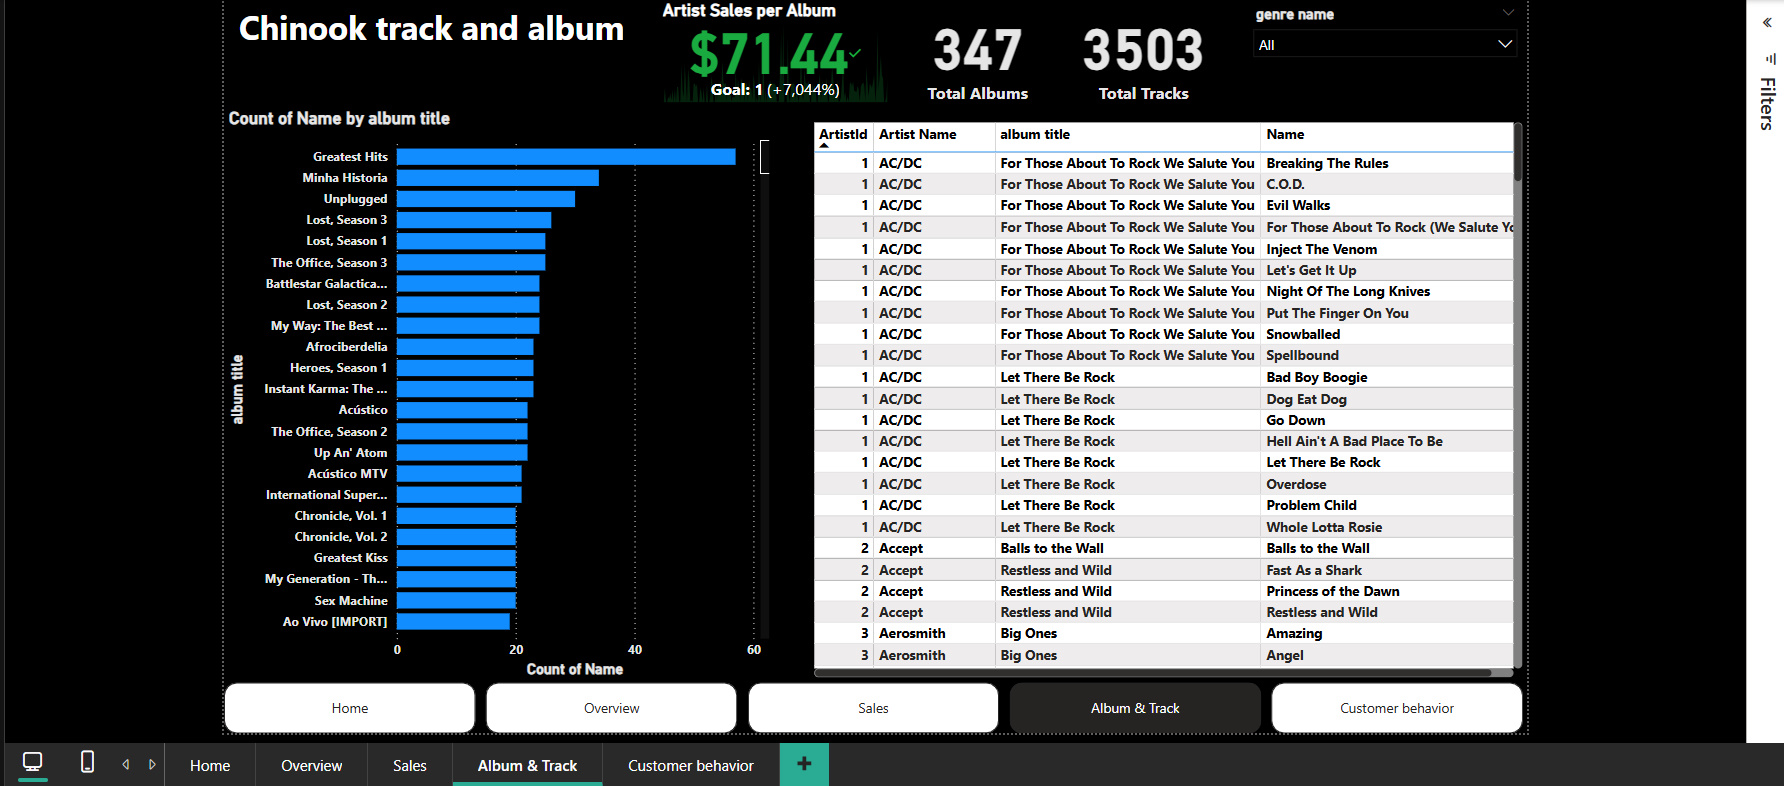 Chinook track and album
Artist Sales per Album
$71.44
Goal: 1 (+7,044%)
347
Total Albums
3503
Total Tracks
genre name
All
Filters
Count of Name by album title
album title
Greatest Hits
Minha Historia
Unplugged
Lost, Season 3
Lost, Season 1
The Office, Season 3
Battlestar Galactica...
Lost, Season 2
My Way: The Best ...
Afrociberdelia
Heroes, Season 1
Instant Karma: The ...
Acústico
The Office, Season 2
Up An' Atom
Acústico MTV
International Super...
Chronicle, Vol. 1
Chronicle, Vol. 2
Greatest Kiss
My Generation - Th...
Sex Machine
Ao Vivo [IMPORT]
0 20 40 60
Count of Name
ArtistId Artist Name album title Name
1 AC/DC For Those About To Rock We Salute You Breaking The Rules
1 AC/DC For Those About To Rock We Salute You C.O.D.
1 AC/DC For Those About To Rock We Salute You Evil Walks
1 AC/DC For Those About To Rock We Salute You For Those About To Rock (We Salute Yo
1 AC/DC For Those About To Rock We Salute You Inject The Venom
1 AC/DC For Those About To Rock We Salute You Let's Get It Up
1 AC/DC For Those About To Rock We Salute You Night Of The Long Knives
1 AC/DC For Those About To Rock We Salute You Put The Finger On You
1 AC/DC For Those About To Rock We Salute You Snowballed
1 AC/DC For Those About To Rock We Salute You Spellbound
1 AC/DC Let There Be Rock Bad Boy Boogie
1 AC/DC Let There Be Rock Dog Eat Dog
1 AC/DC Let There Be Rock Go Down
1 AC/DC Let There Be Rock Hell Ain't A Bad Place To Be
1 AC/DC Let There Be Rock Let There Be Rock
1 AC/DC Let There Be Rock Overdose
1 AC/DC Let There Be Rock Problem Child
1 AC/DC Let There Be Rock Whole Lotta Rosie
2 Accept Balls to the Wall Balls to the Wall
2 Accept Restless and Wild Fast As a Shark
2 Accept Restless and Wild Princess of the Dawn
2 Accept Restless and Wild Restless and Wild
3 Aerosmith Big Ones Amazing
3 Aerosmith Big Ones Angel
Home Overview Sales Album & Track Customer behavior
Home Overview Sales Album & Track Customer behavior